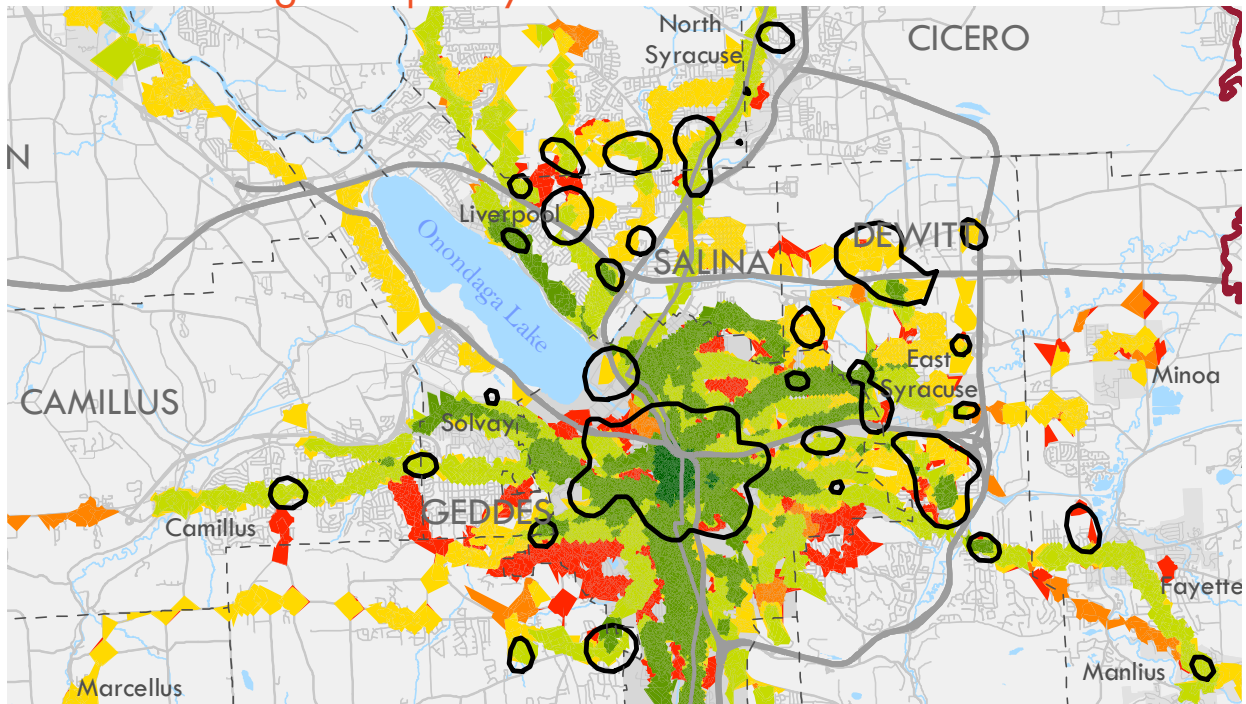 North
Syracuse
CICERO
N
Liverpool
DEWITT
Onondaga Lake
SALINA
East
Syracuse
Minoa
CAMILLUS
Solvay
GEDDES
Camillus
Fayette
Manlius
Marcellus